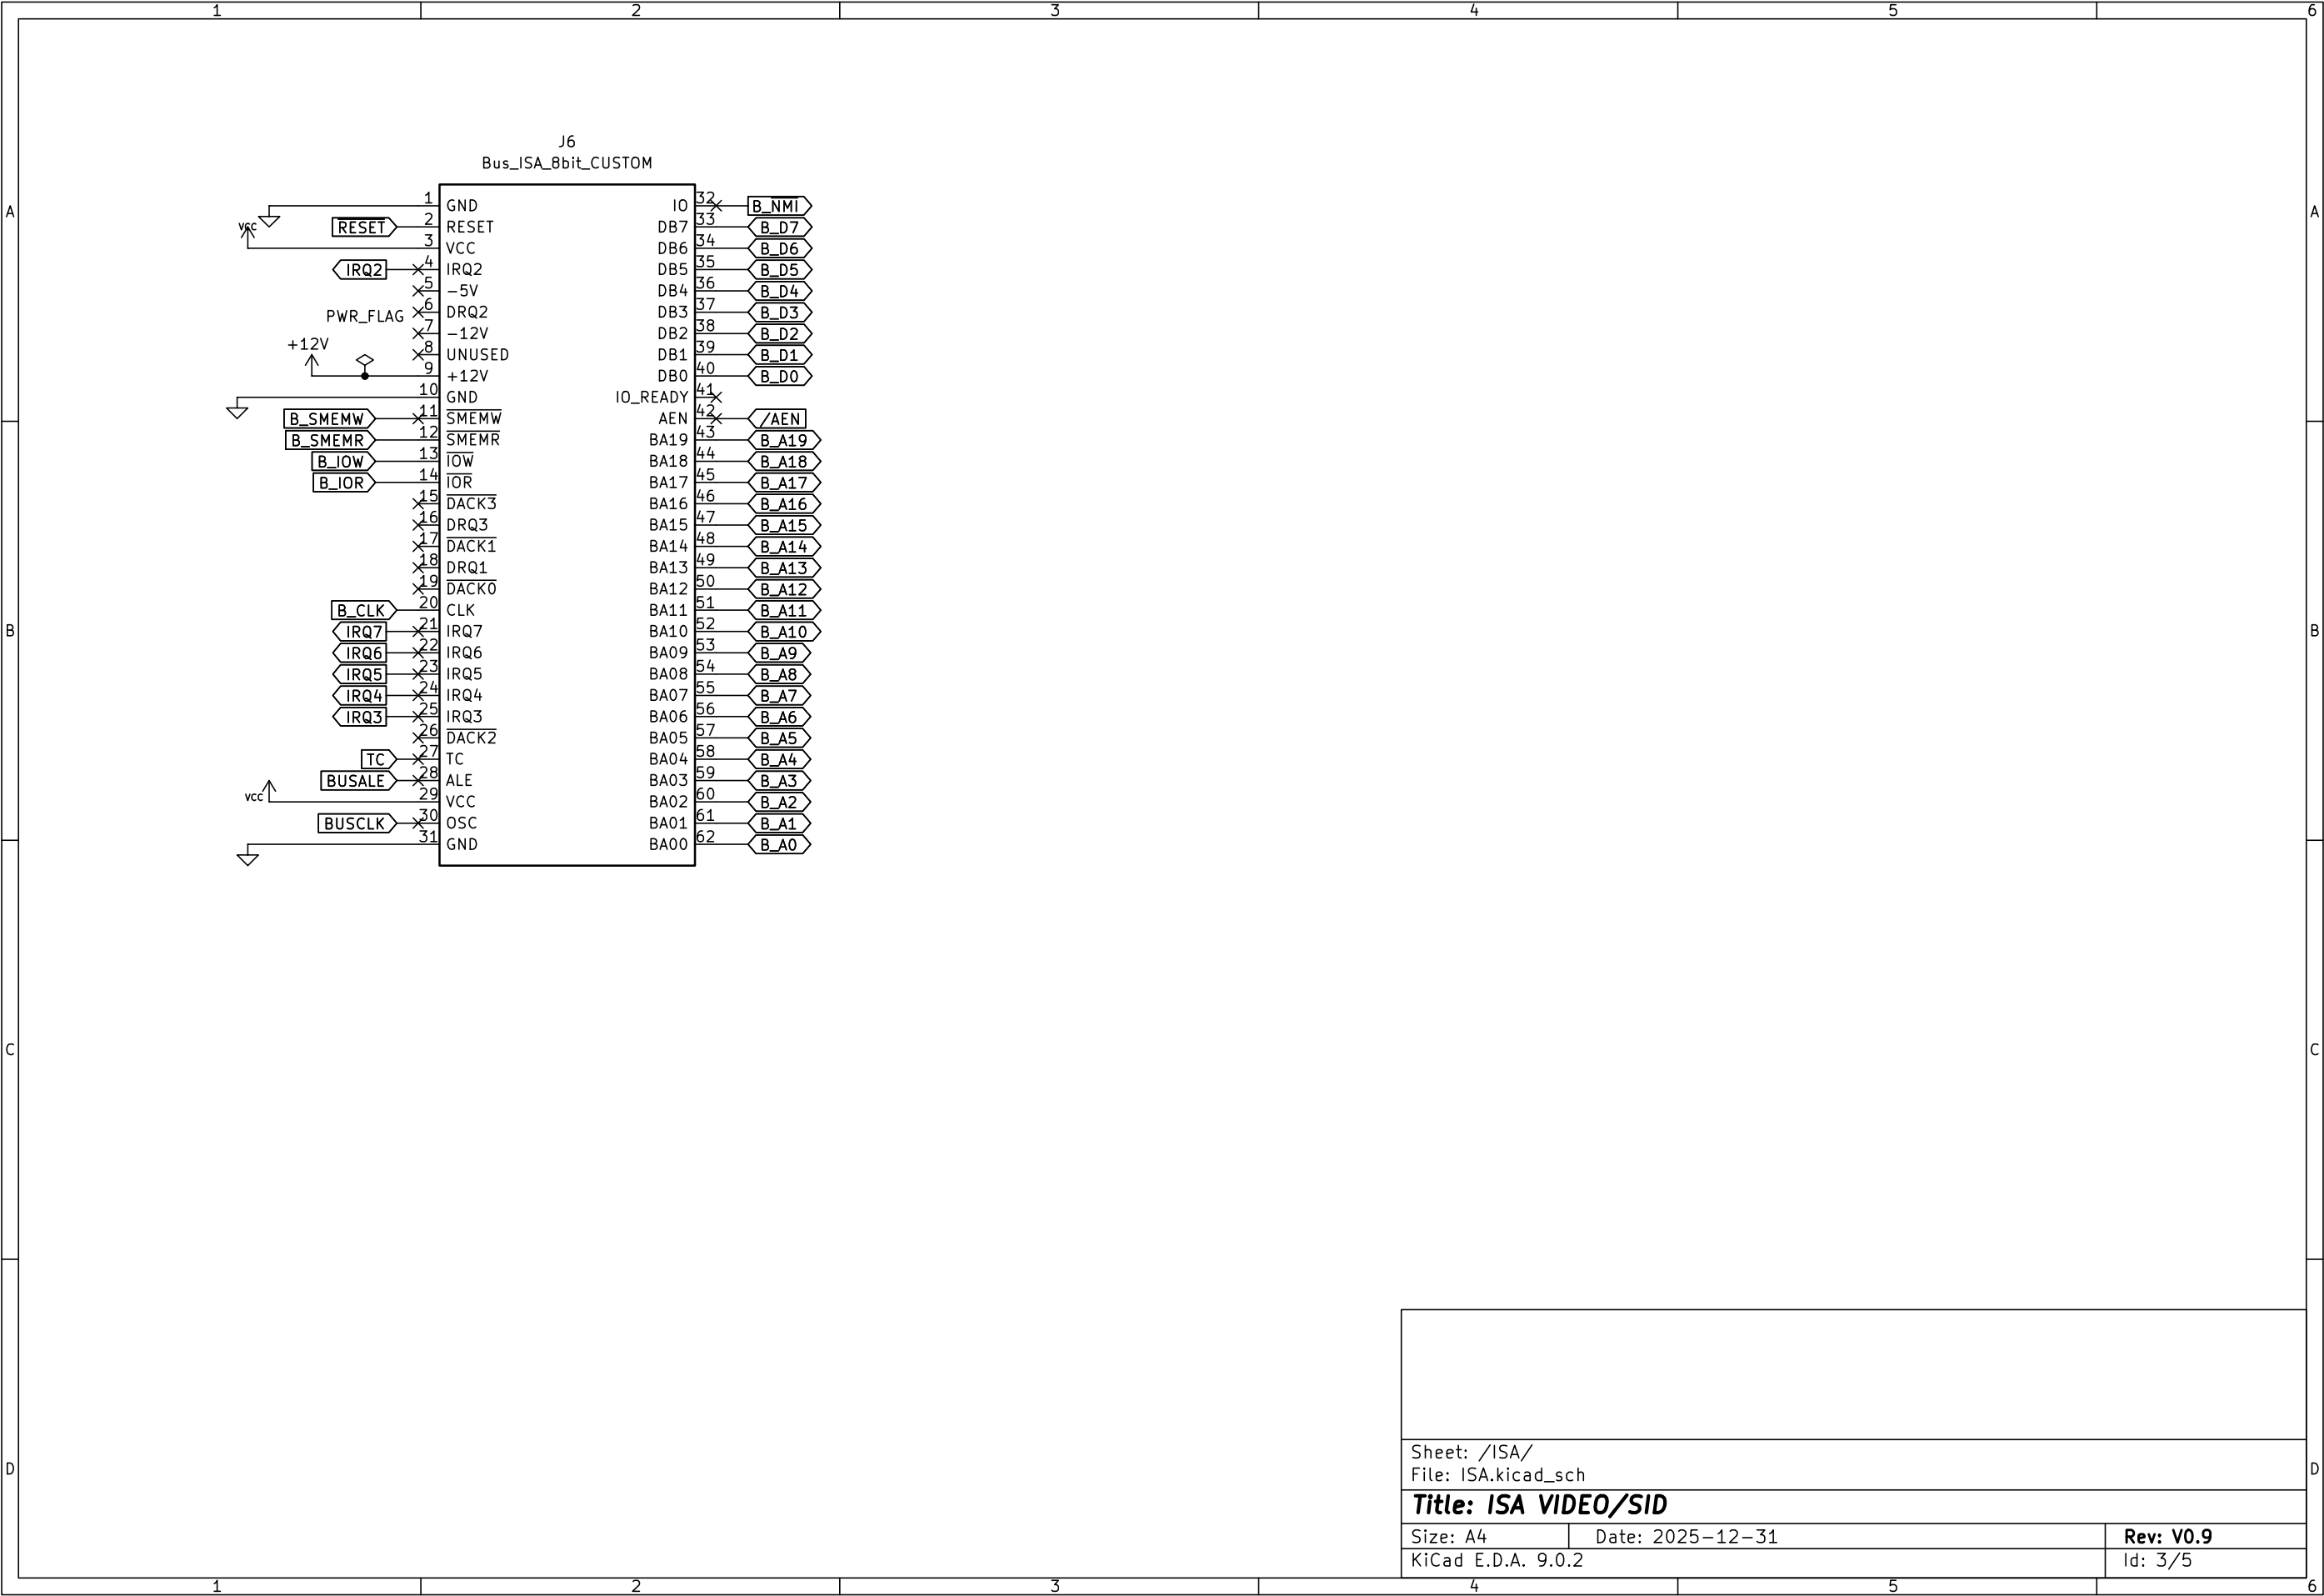 1 2 3 4 5 6
J6
Bus_ISA_8bit_CUSTOM
1 GND IO 32 B_NMI
A A
VCC RESET 2 RESET DB7 33 B_D7
3 VCC DB6 34 B_D6
IRQ2 4 IRQ2 DB5 35 B_D5
5 -5V DB4 36 B_D4
PWR_FLAG 6 DRQ2 DB3 37 B_D3
7 -12V DB2 38 B_D2
+12V 8 UNUSED DB1 39 B_D1
9 +12V DB0 40 B_D0
10 GND IO_READY 41
B_SMEMW 11 SMEMW AEN 42 /AEN
B_SMEMR 12 SMEMR BA19 43 B_A19
B_IOW 13 IOW BA18 44 B_A18
B_IOR 14 IOR BA17 45 B_A17
15 DACK3 BA16 46 B_A16
16 DRQ3 BA15 47 B_A15
17 DACK1 BA14 48 B_A14
18 DRQ1 BA13 49 B_A13
19 DACK0 BA12 50 B_A12
B_CLK 20 CLK BA11 51 B_A11
B IRQ7 21 IRQ7 BA10 52 B_A10 B
IRQ6 22 IRQ6 BA09 53 B_A9
IRQ5 23 IRQ5 BA08 54 B_A8
IRQ4 24 IRQ4 BA07 55 B_A7
IRQ3 25 IRQ3 BA06 56 B_A6
26 DACK2 BA05 57 B_A5
TC 27 TC BA04 58 B_A4
BUSALE 28 ALE BA03 59 B_A3
VCC 29 VCC BA02 60 B_A2
BUSCLK 30 OSC BA01 61 B_A1
31 GND BA00 62 B_A0
C C
Sheet: /ISA/
D D
File: ISA.kicad_sch
Title: ISA VIDEO/SID
Size: A4 Date: 2025-12-31 Rev: V0.9
KiCad E.D.A. 9.0.2 Id: 3/5
1 2 3 4 5 6